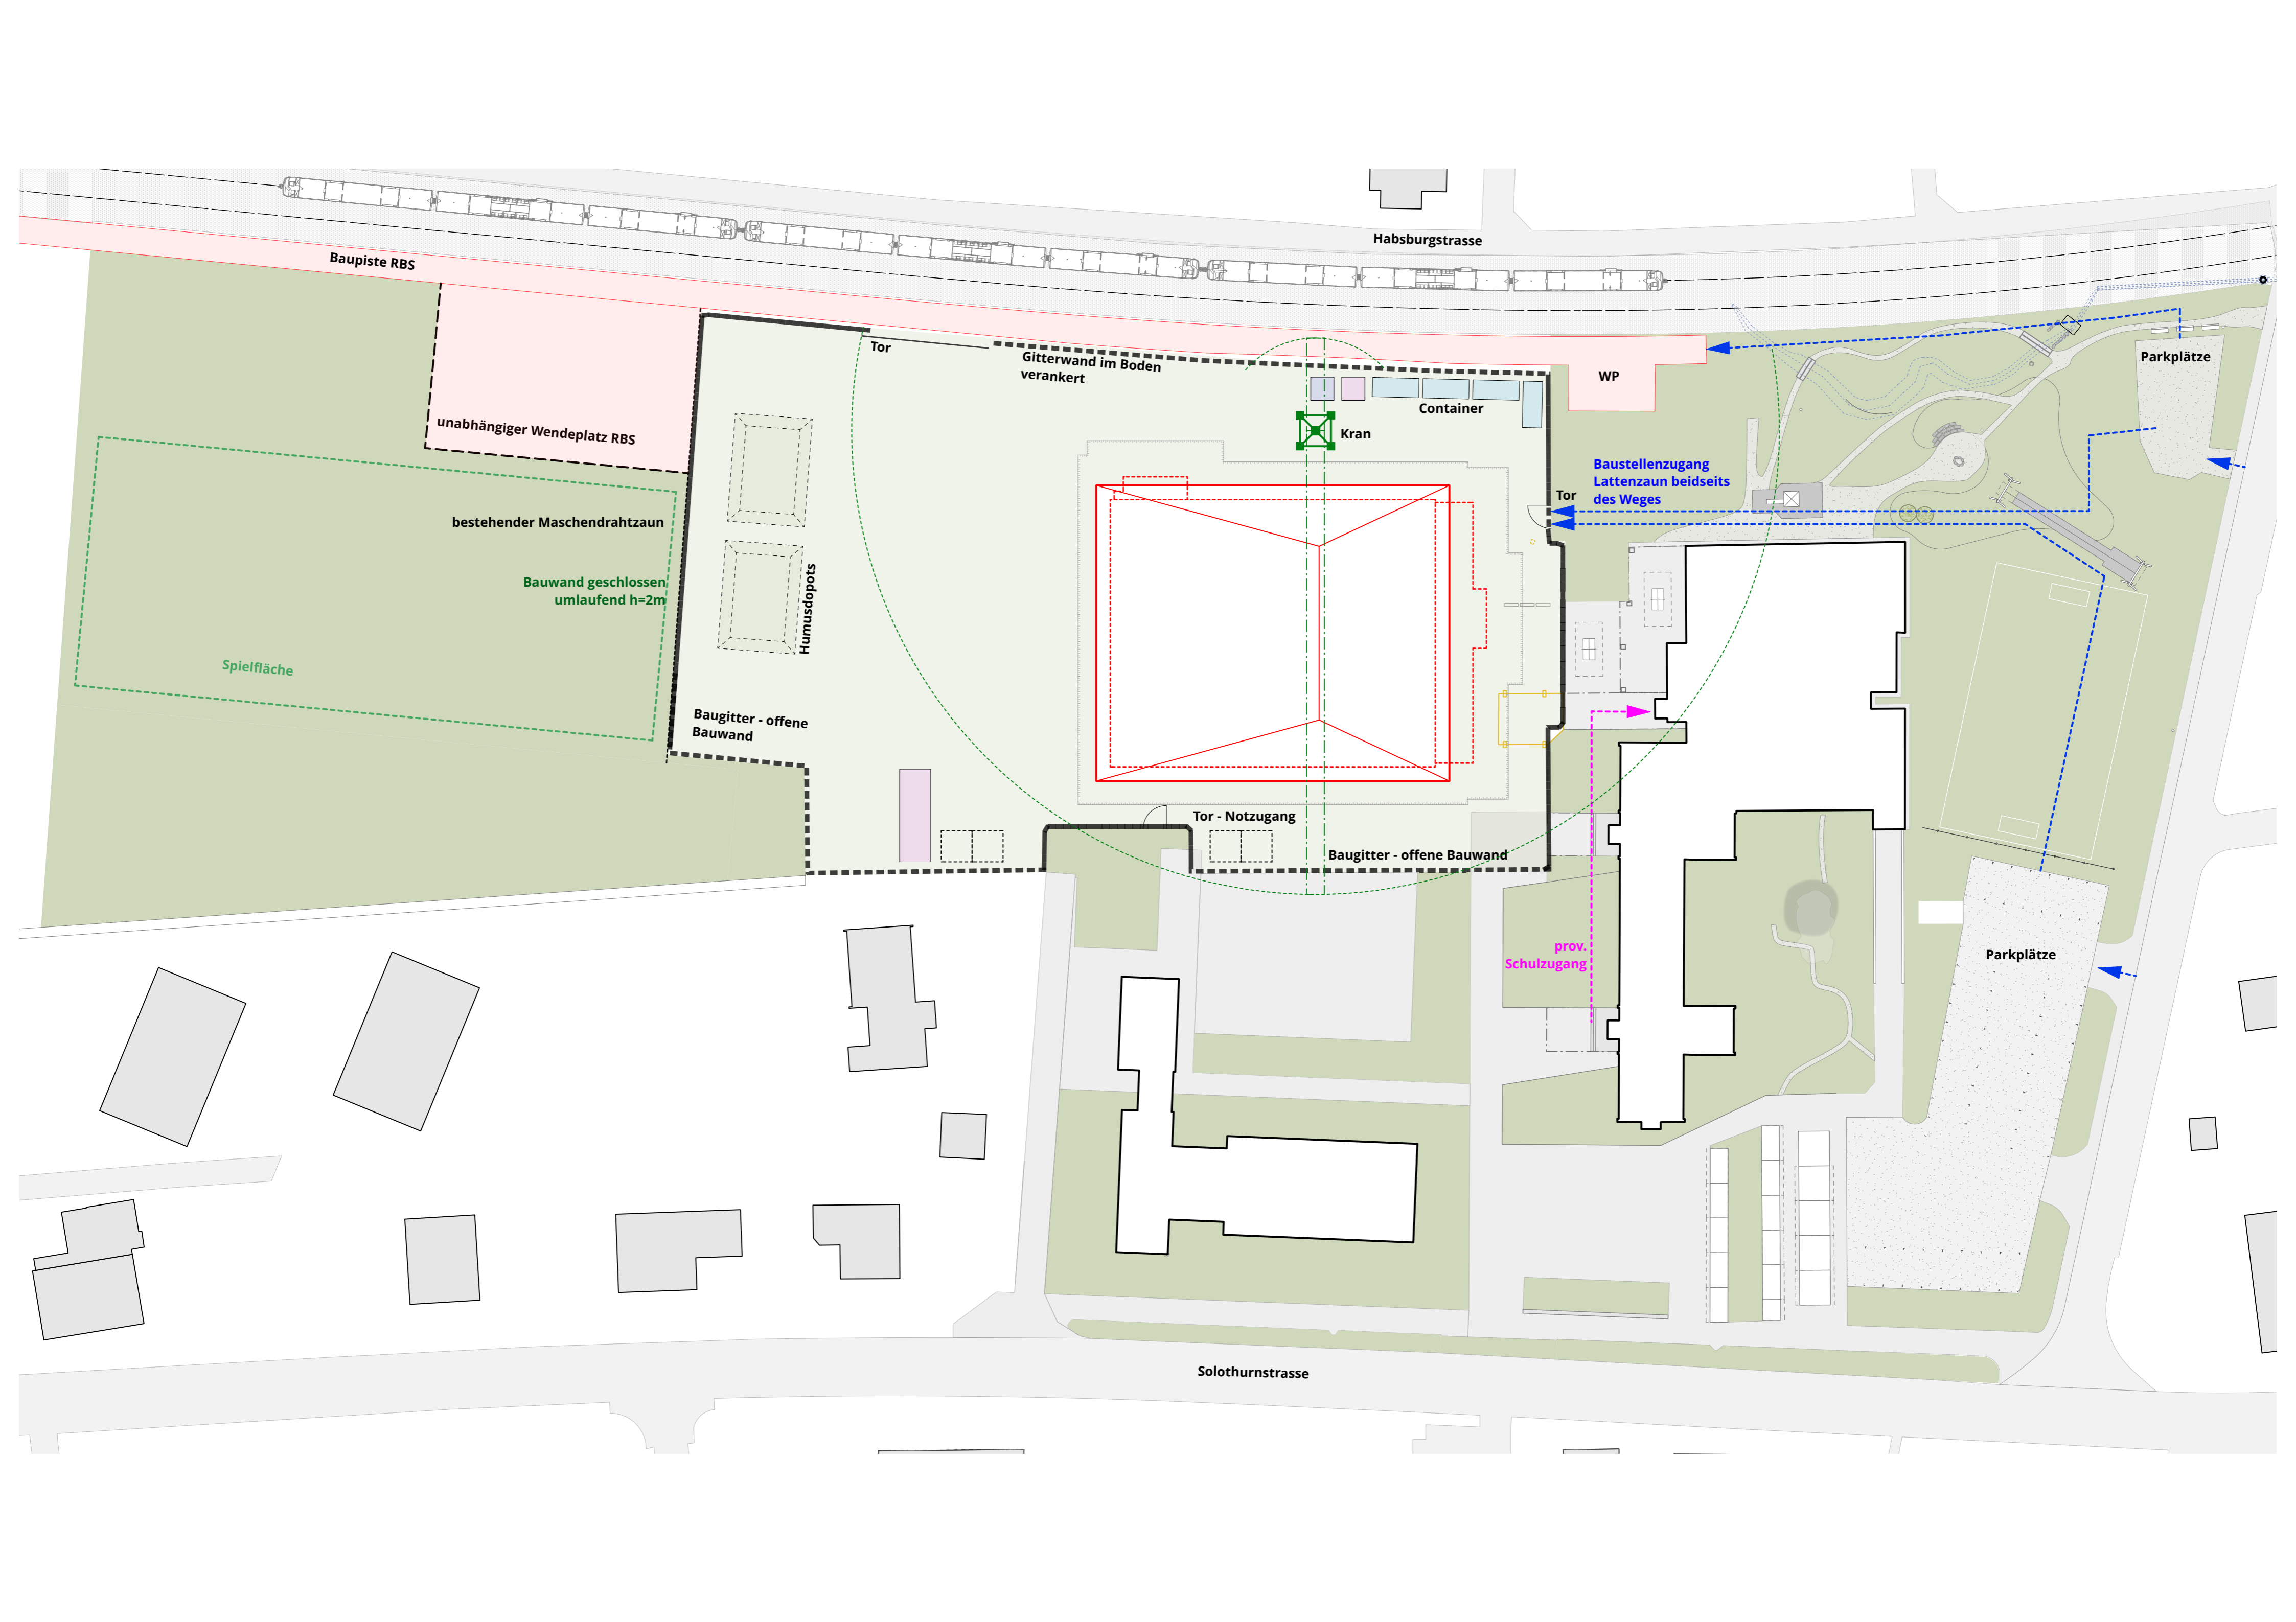 Habsburgstrasse
Baupiste RBS
Tor
Gitterwand im Boden
verankert
Parkplätze
WP
Container
Kran
unabhängiger Wendeplatz RBS
Baustellenzugang
Lattenzaun beidseits
des Weges
Tor
bestehender Maschendrahtzaun
Bauwand geschlossen
umlaufend h=2m
Humusdopots
Spielfläche
Baugitter - offene
Bauwand
Tor - Notzugang
Baugitter - offene Bauwand
prov.
Schulzugang
Parkplätze
Solothurnstrasse